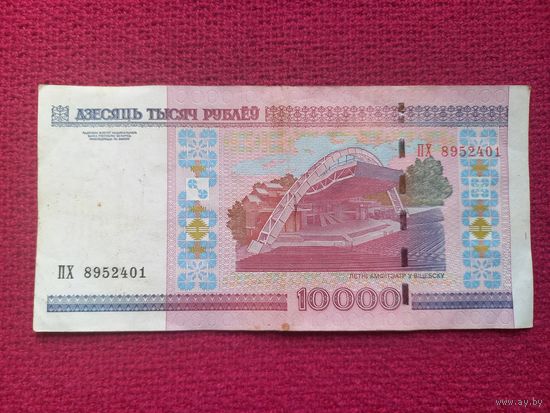 ДЗЕСЯЦЬ ТЫСЯЧ РУБЛЁЎ
ПХ 8952401
ПХ 8952401
ЛЕТНІ АМФІТЭАТР У ВІЦЕБСКУ
10000
www.ay.by